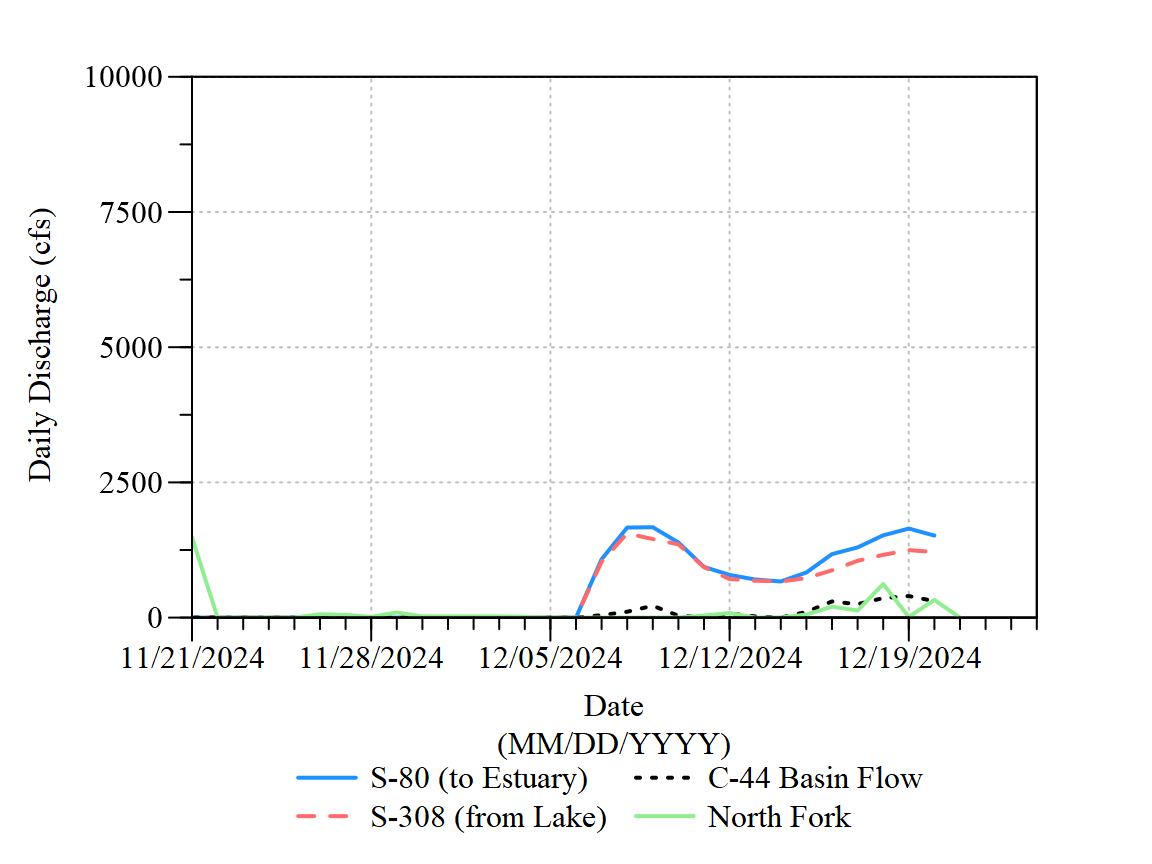 10000
7500
5000
2500
0
Daily Discharge (cfs)
11/21/2024 11/28/2024 12/05/2024 12/12/2024 12/19/2024
Date
(MM/DD/YYYY)
S-80 (to Estuary) C-44 Basin Flow
S-308 (from Lake) North Fork